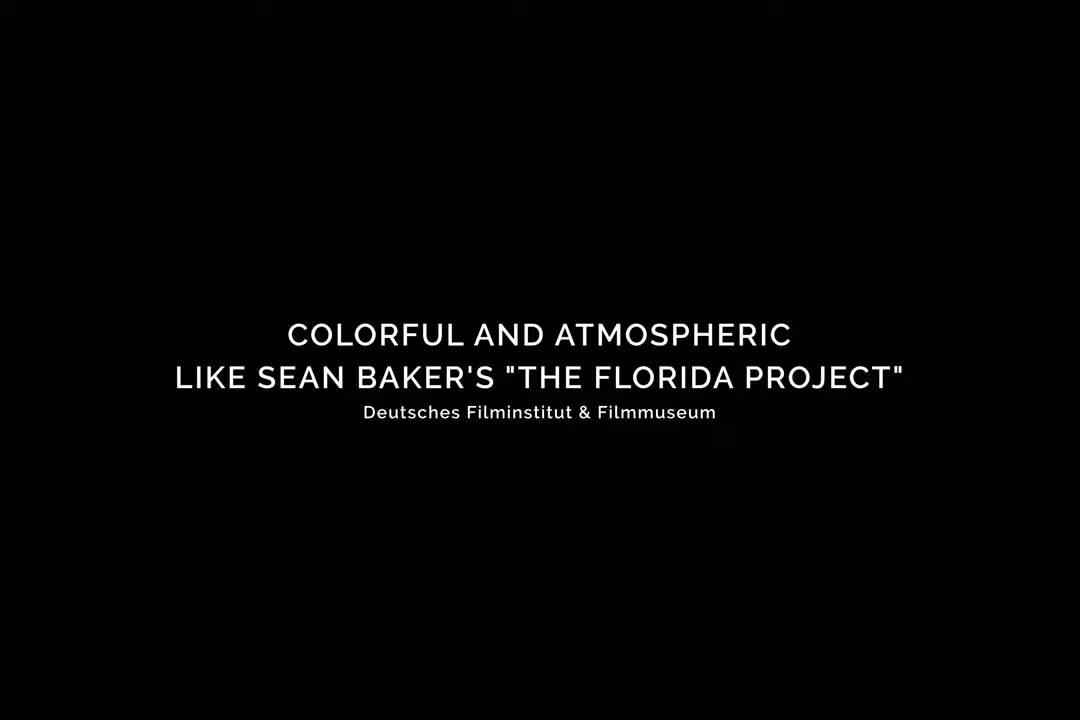 COLORFUL AND ATMOSPHERIC
LIKE SEAN BAKER'S "THE FLORIDA PROJECT"
Deutsches Filminstitut & Filmmuseum